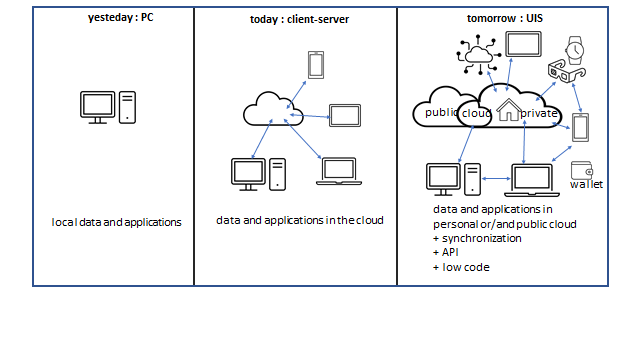 yesteday : PC
today : client-server
tomorrow : UIS
public
cloud
private
wallet
local data and applications
data and applications in the cloud
data and applications in
personal or/and public cloud
+ synchronization
+ API
+ low code